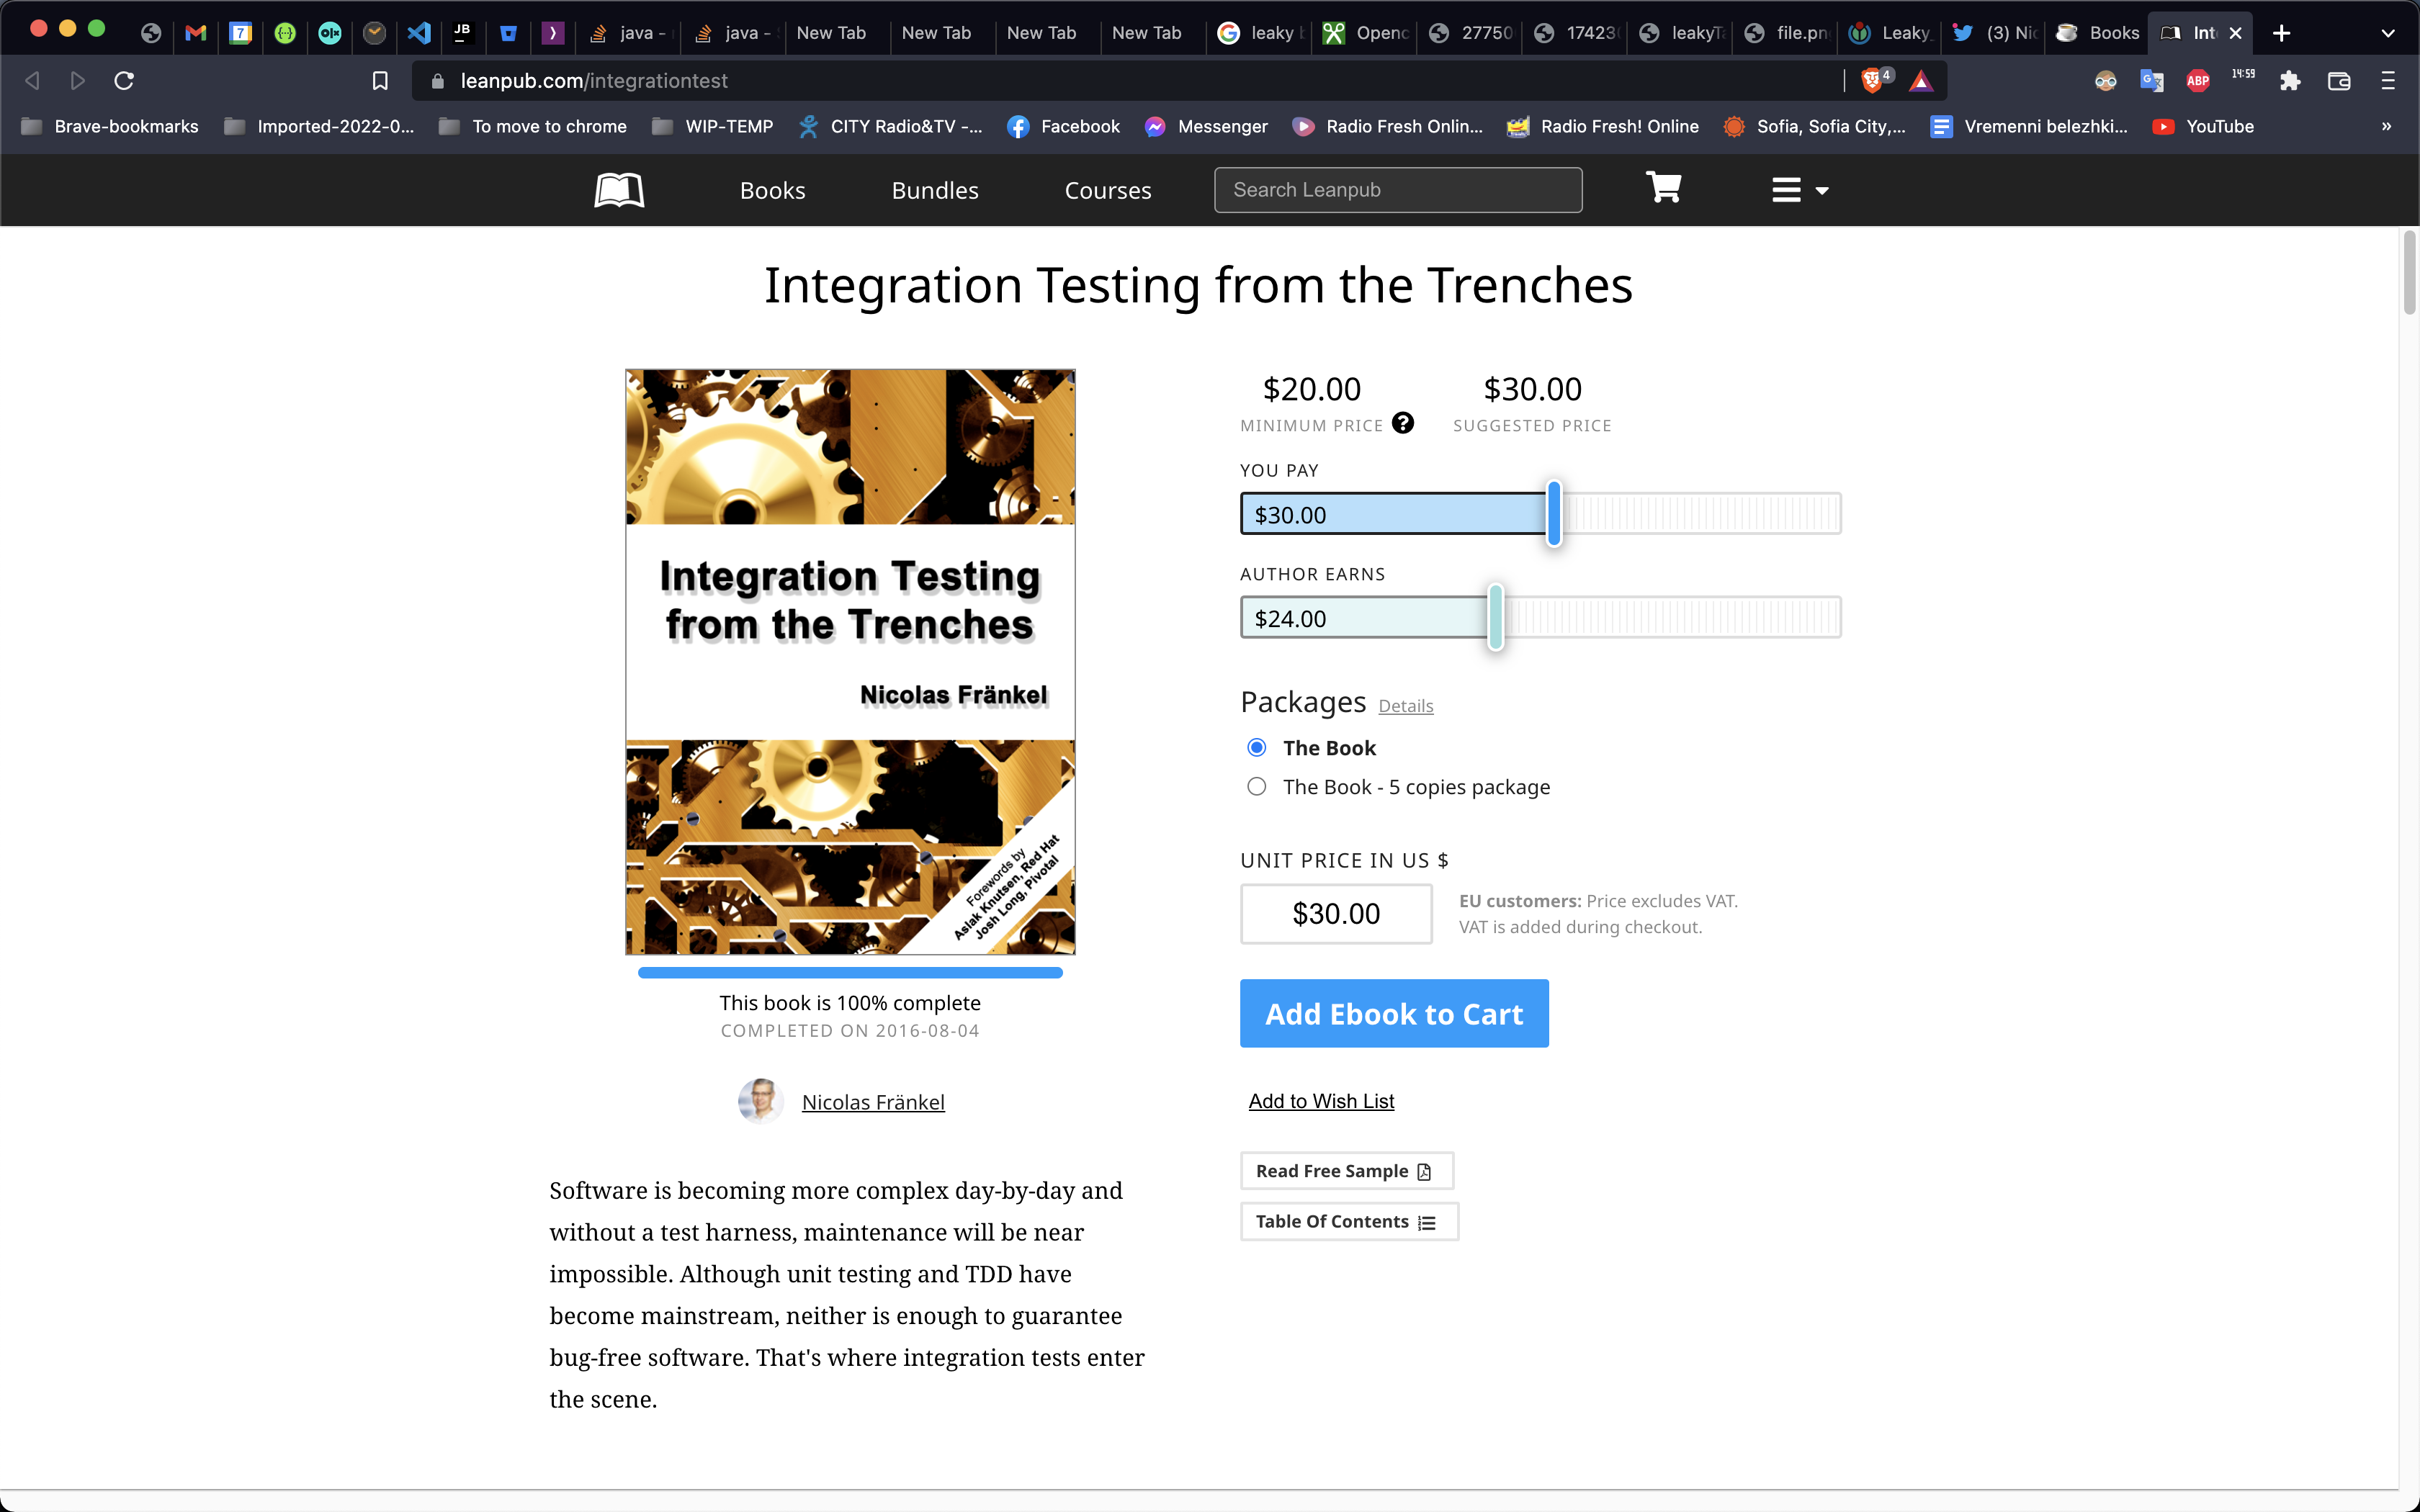 JB
java -
java -
New Tab
New Tab
New Tab
New Tab
leaky
Openc
27750
17423
leakyT
file.pn
Leaky_
(3) Nic
Books
Int
leanpub.com/integrationtest
4
ABP
14:59
Brave-bookmarks
Imported-2022-0...
To move to chrome
WIP-TEMP
CITY Radio&TV -...
Facebook
Messenger
Radio Fresh Onlin...
Radio Fresh! Online
Sofia, Sofia City,...
Vremenni belezhki...
YouTube
»
Books
Bundles
Courses
Search Leanpub
Integration Testing from the Trenches
Integration Testing
from the Trenches
Nicolas Fränkel
Forewords by
Aslak Knutsen, Red Hat
Josh Long, Pivotal
This book is 100% complete
COMPLETED ON 2016-08-04
Nicolas Fränkel
Software is becoming more complex day-by-day and
without a test harness, maintenance will be near
impossible. Although unit testing and TDD have
become mainstream, neither is enough to guarantee
bug-free software. That's where integration tests enter
the scene.
$20.00
MINIMUM PRICE ?
$30.00
SUGGESTED PRICE
YOU PAY
$30.00
AUTHOR EARNS
$24.00
Packages Details
The Book
The Book - 5 copies package
UNIT PRICE IN US $
$30.00
EU customers: Price excludes VAT.
VAT is added during checkout.
Add Ebook to Cart
Add to Wish List
Read Free Sample
Table Of Contents